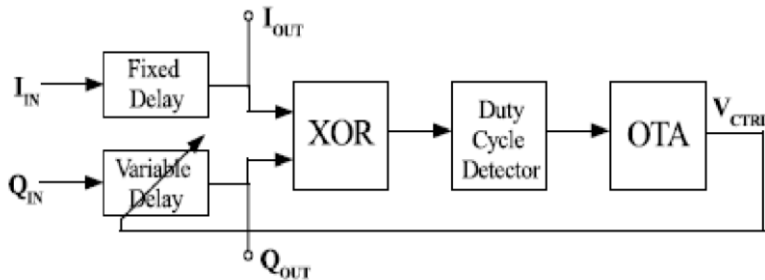 I_OUT
Fixed
Delay
I_IN
XOR
Duty
Cycle
Detector
OTA
V_CTRL
Variable
Delay
Q_IN
Q_OUT